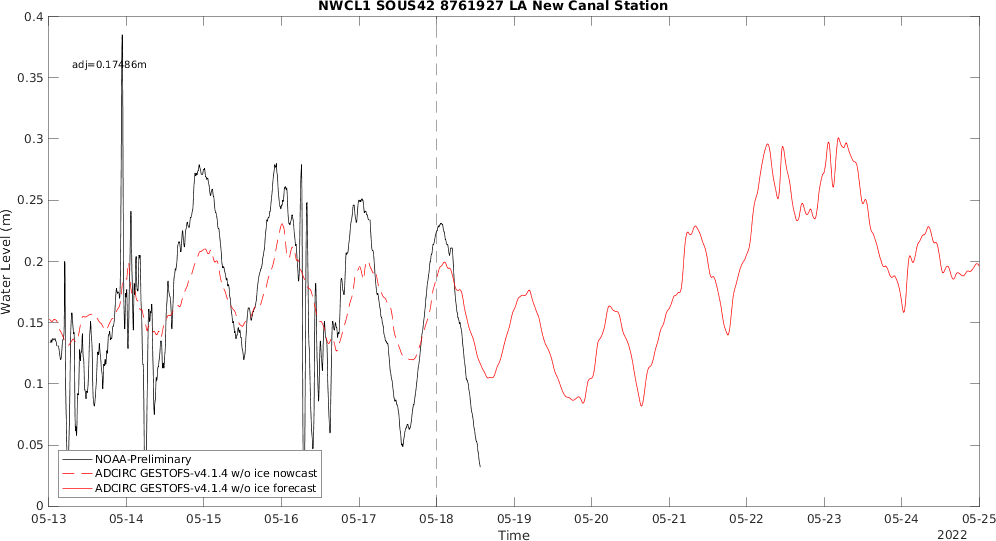 NWCL1 SOUS42 8761927 LA New Canal Station
adj=0.17486m
Water Level (m)
0.4
0.35
0.3
0.25
0.2
0.15
0.1
0.05
0
NOAA-Preliminary
ADCIRC GESTOFS-v4.1.4 w/o ice nowcast
ADCIRC GESTOFS-v4.1.4 w/o ice forecast
05-13 05-14 05-15 05-16 05-17 05-18 05-19 05-20 05-21 05-22 05-23 05-24 05-25
Time
2022